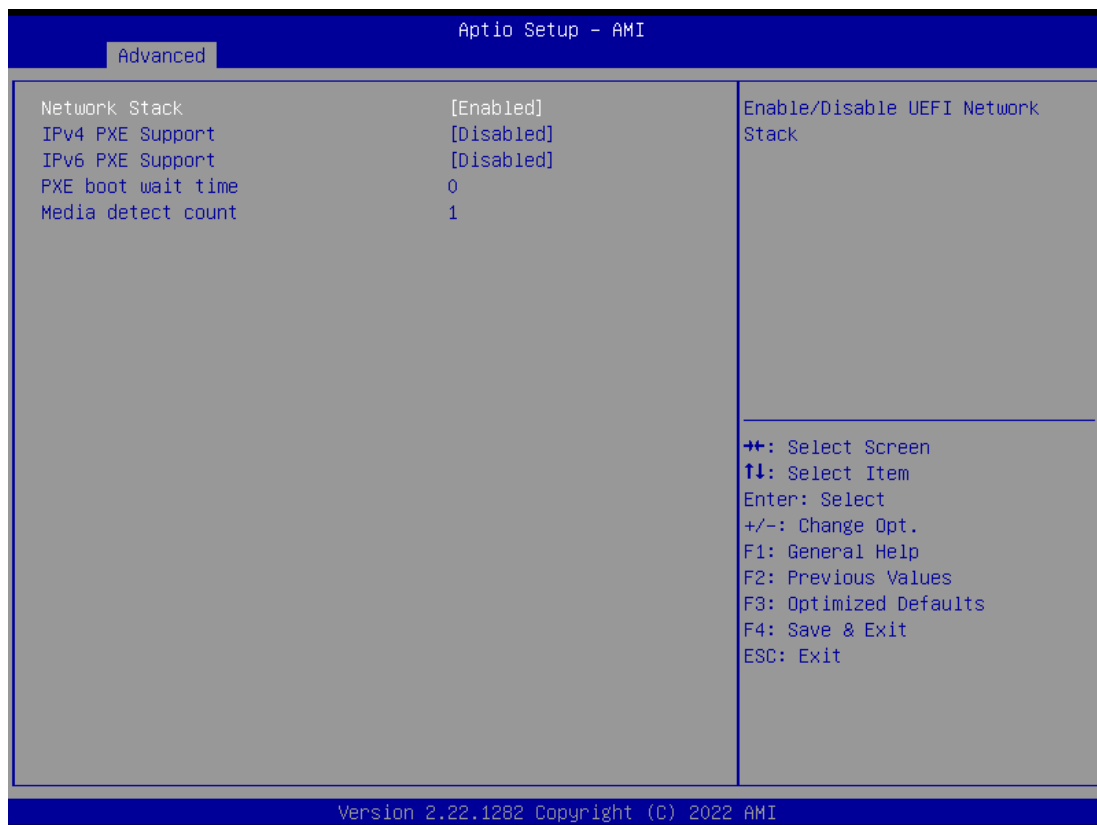 Aptio Setup – AMI
Advanced
Network Stack [Enabled]
IPv4 PXE Support [Disabled]
IPv6 PXE Support [Disabled]
PXE boot wait time 0
Media detect count 1
Enable/Disable UEFI Network
Stack
→←: Select Screen
↑↓: Select Item
Enter: Select
+/-: Change Opt.
F1: General Help
F2: Previous Values
F3: Optimized Defaults
F4: Save & Exit
ESC: Exit
Version 2.22.1282 Copyright (C) 2022 AMI